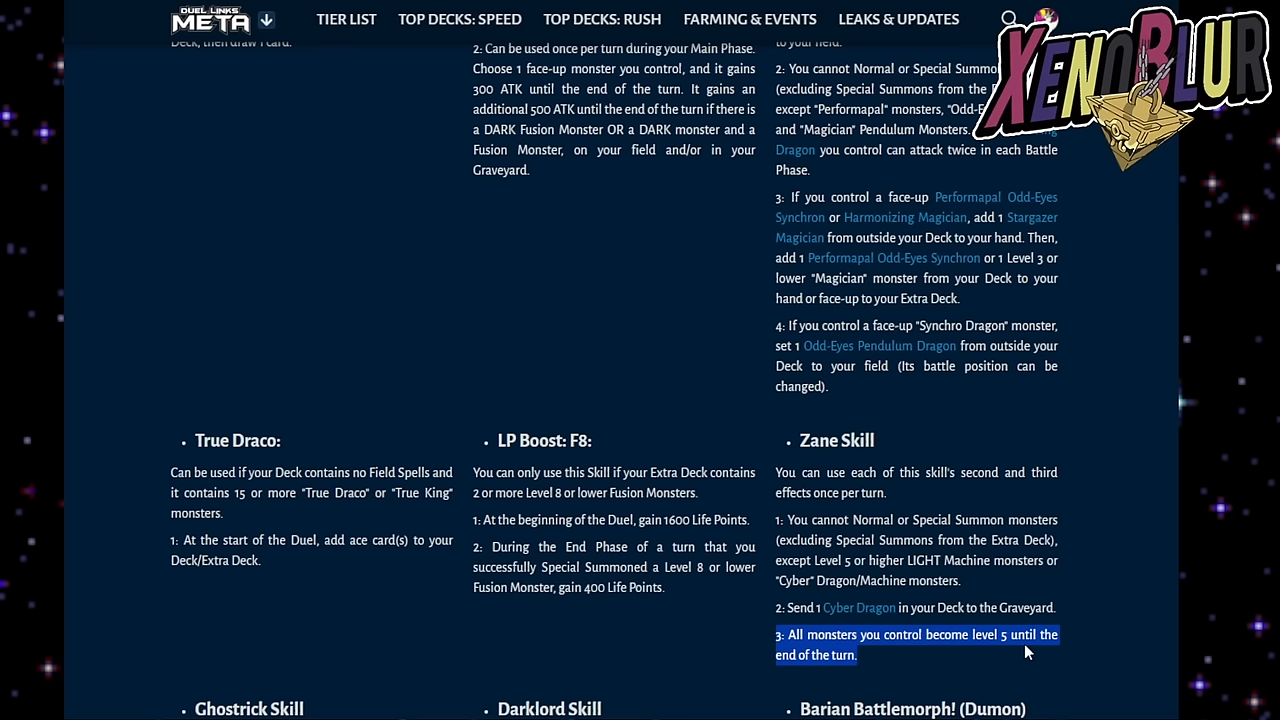 DUEL LINKS
META
TIER LIST
TOP DECKS: SPEED
TOP DECKS: RUSH
FARMING & EVENTS
LEAKS & UPDATES
XENOBLUR
Deck, then draw 1 card.
2: Can be used once per turn during your Main Phase.
Choose 1 face-up monster you control, and it gains
300 ATK until the end of the turn. It gains an
additional 500 ATK until the end of the turn if there is
a DARK Fusion Monster OR a DARK monster and a
Fusion Monster, on your field and/or in your
Graveyard.
to your field.
2: You cannot Normal or Special Summon
(excluding Special Summons from the
except "Performapal" monsters, "Odd-E
and "Magician" Pendulum Monsters.
Dragon you control can attack twice in each Battle
Phase.
3: If you control a face-up Performapal Odd-Eyes
Synchron or Harmonizing Magician, add 1 Stargazer
Magician from outside your Deck to your hand. Then,
add 1 Performapal Odd-Eyes Synchron or 1 Level 3 or
lower "Magician" monster from your Deck to your
hand or face-up to your Extra Deck.
4: If you control a face-up "Synchro Dragon" monster,
set 1 Odd-Eyes Pendulum Dragon from outside your
Deck to your field (Its battle position can be
changed).
• True Draco:
Can be used if your Deck contains no Field Spells and
it contains 15 or more "True Draco" or "True King"
monsters.
1: At the start of the Duel, add ace card(s) to your
Deck/Extra Deck.
• LP Boost: F8:
You can only use this Skill if your Extra Deck contains
2 or more Level 8 or lower Fusion Monsters.
1: At the beginning of the Duel, gain 1600 Life Points.
2: During the End Phase of a turn that you
successfully Special Summoned a Level 8 or lower
Fusion Monster, gain 400 Life Points.
• Zane Skill
You can use each of this skill's second and third
effects once per turn.
1: You cannot Normal or Special Summon monsters
(excluding Special Summons from the Extra Deck),
except Level 5 or higher LIGHT Machine monsters or
"Cyber" Dragon/Machine monsters.
2: Send 1 Cyber Dragon in your Deck to the Graveyard.
3: All monsters you control become level 5 until the
end of the turn.
• Ghostrick Skill
• Darklord Skill
• Barian Battlemorph! (Dumon)